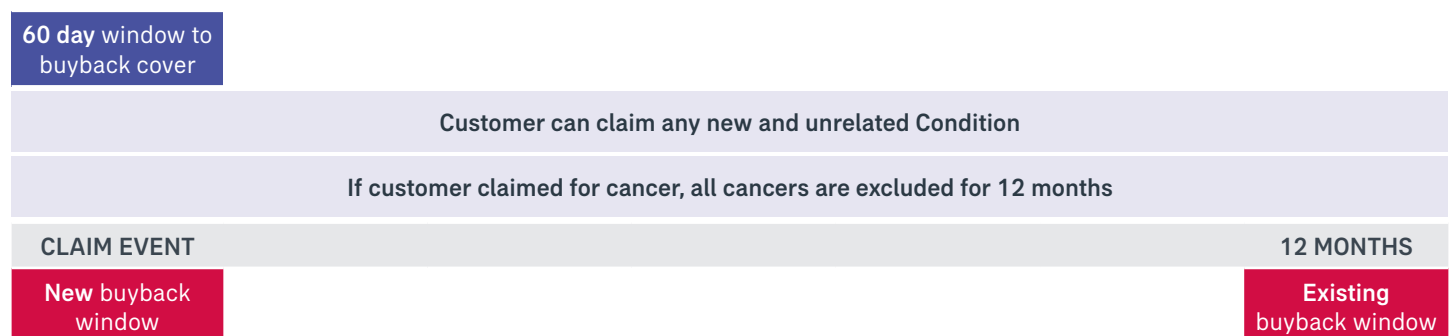 60 day window to
buyback cover
Customer can claim any new and unrelated Condition
If customer claimed for cancer, all cancers are excluded for 12 months
CLAIM EVENT
12 MONTHS
New buyback
window
Existing
buyback window